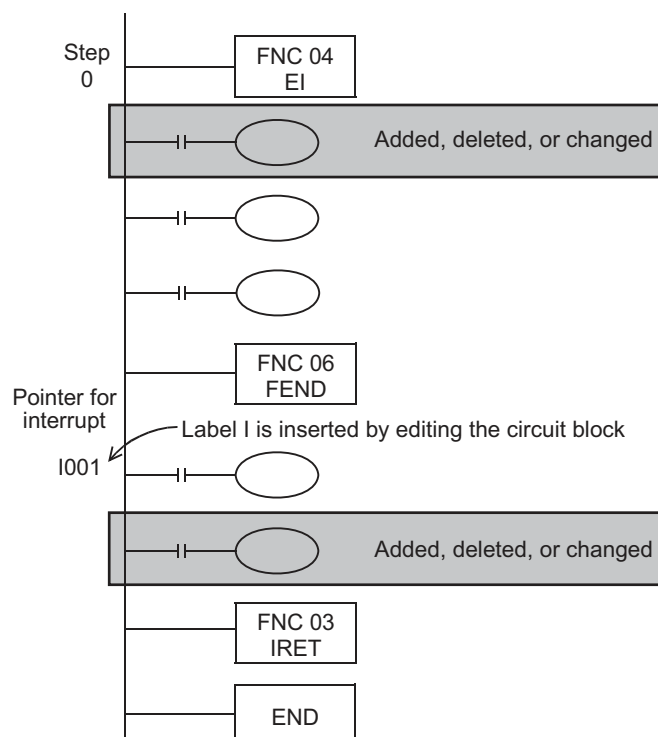 Step
0
FNC 04
EI
Added, deleted, or changed
FNC 06
FEND
Pointer for
interrupt
Label I is inserted by editing the circuit block
I001
Added, deleted, or changed
FNC 03
IRET
END